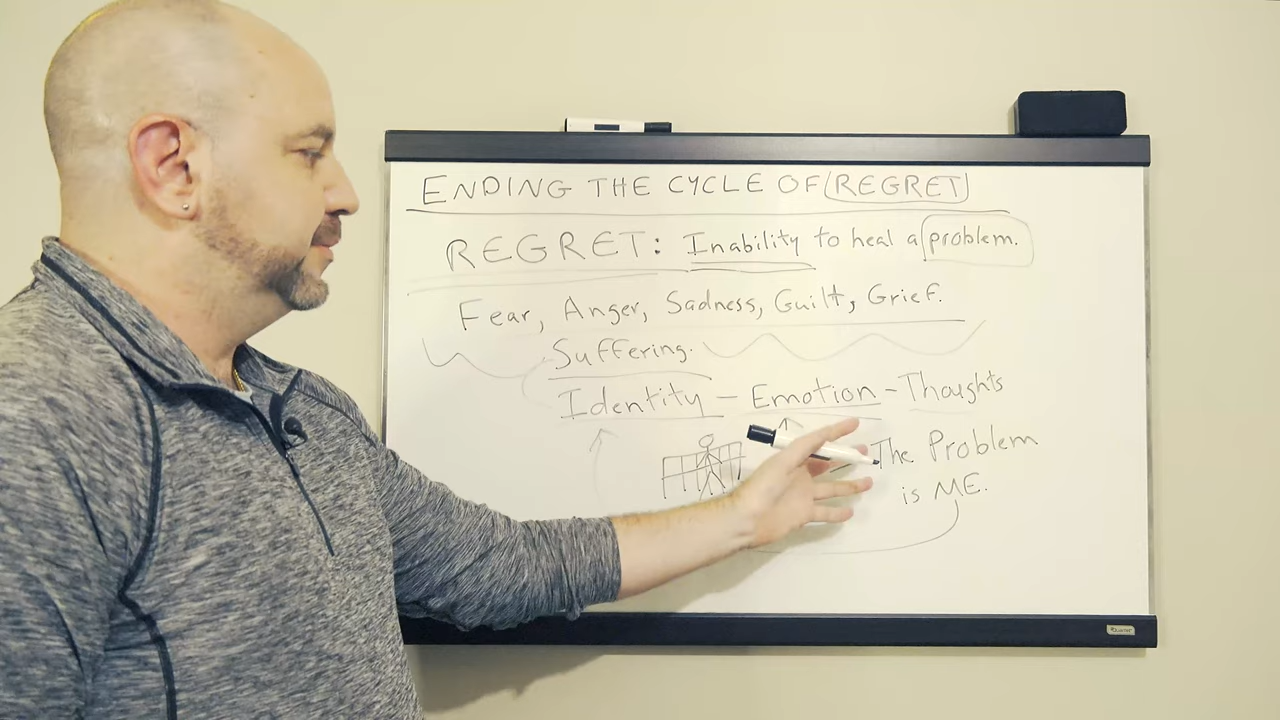 ENDING THE CYCLE OF REGRET
REGRET: Inability to heal a problem.
Fear, Anger, Sadness, Guilt, Grief.
Suffering.
Identity – Emotion – Thoughts
The Problem
is ME.